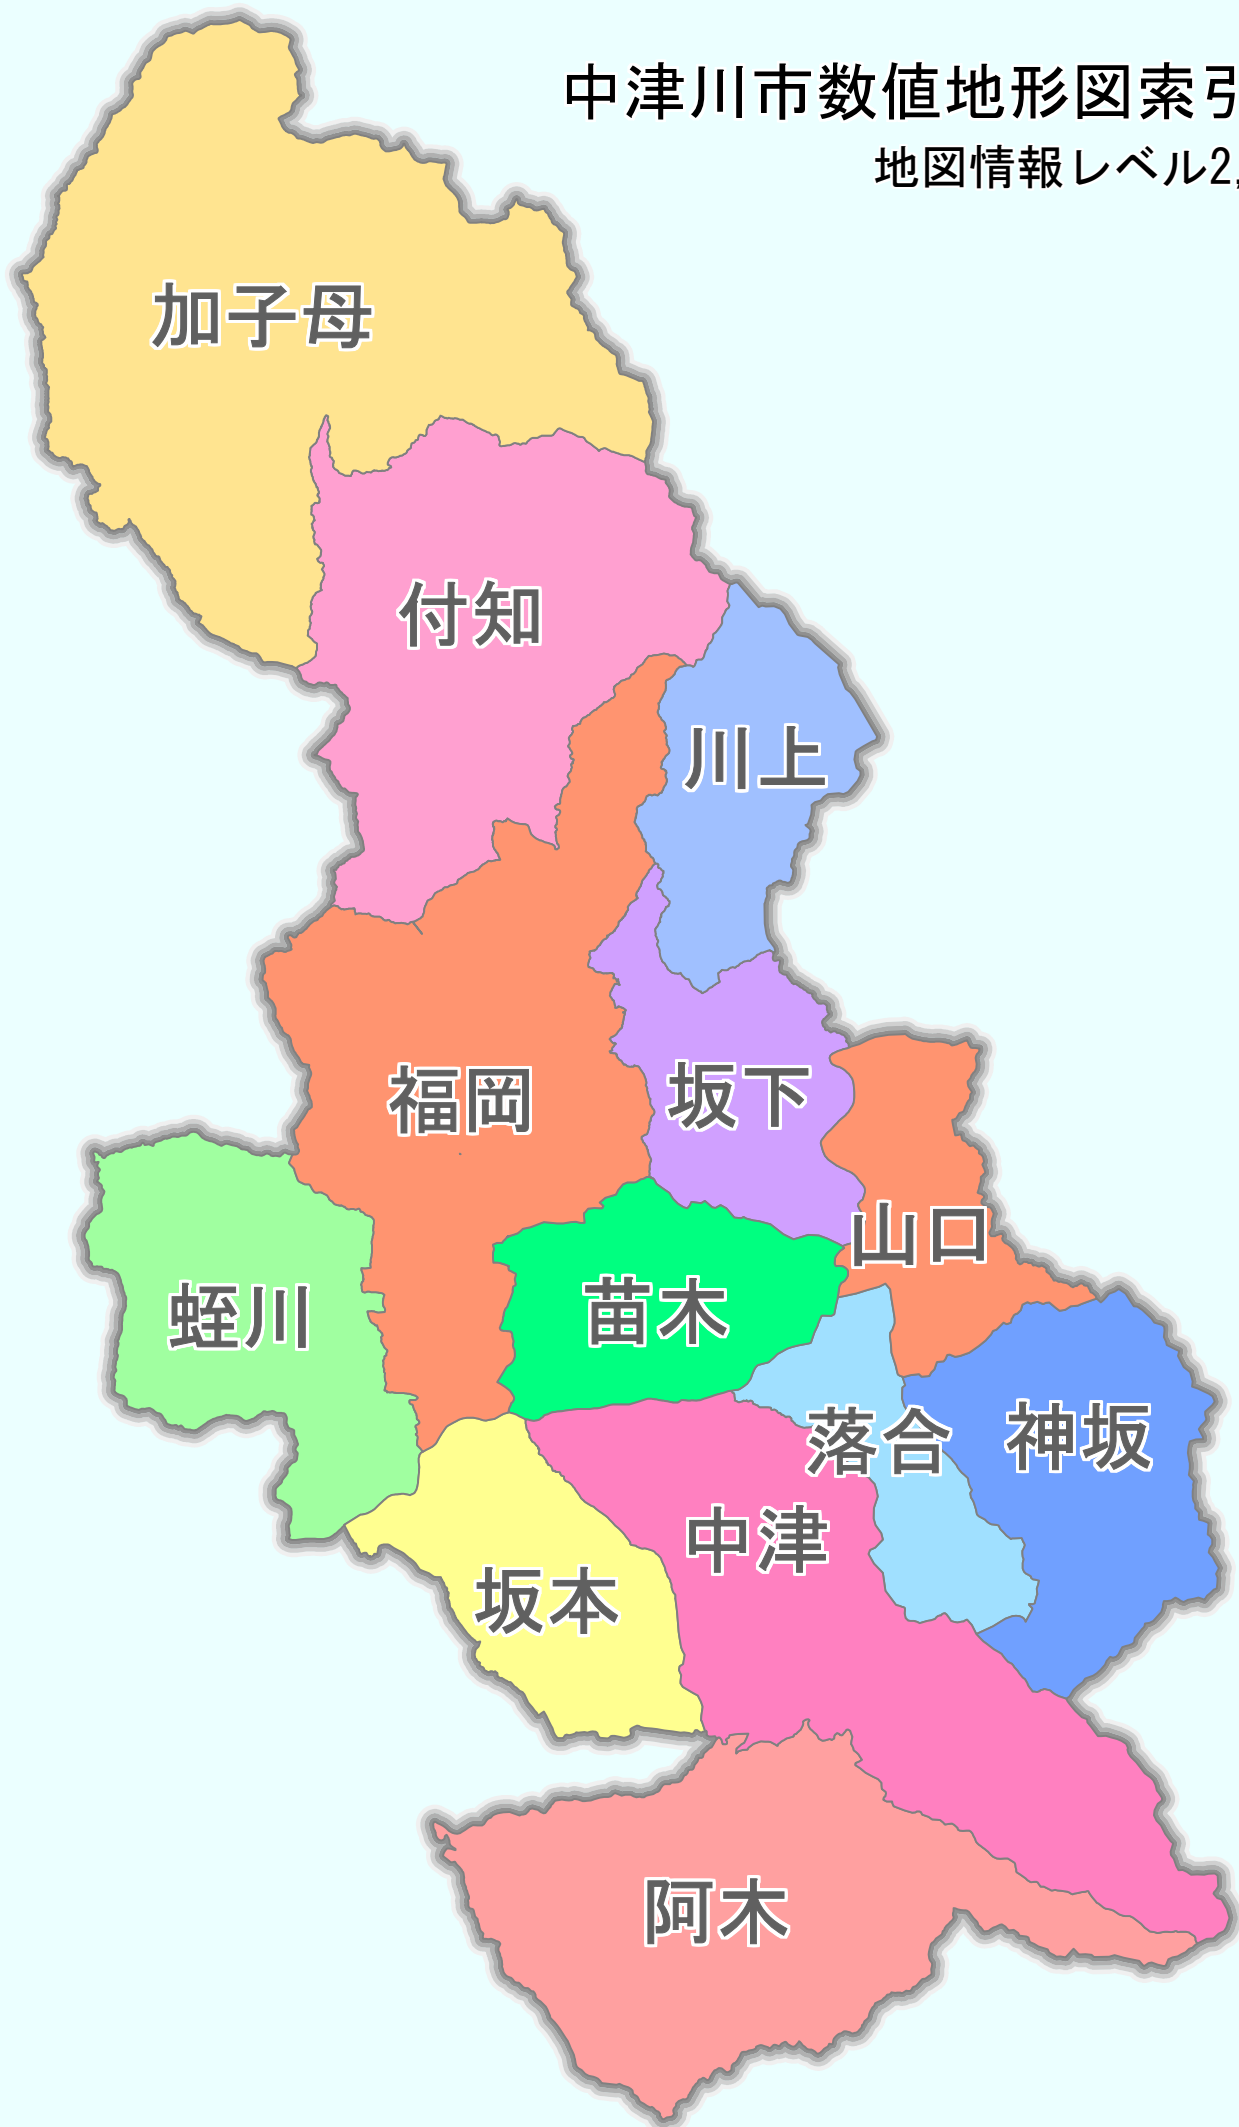 中津川市数値地形図索引
地図情報レベル2,
加子母
付知
川上
福岡
坂下
山口
蛭川
苗木
落合
神坂
中津
坂本
阿木